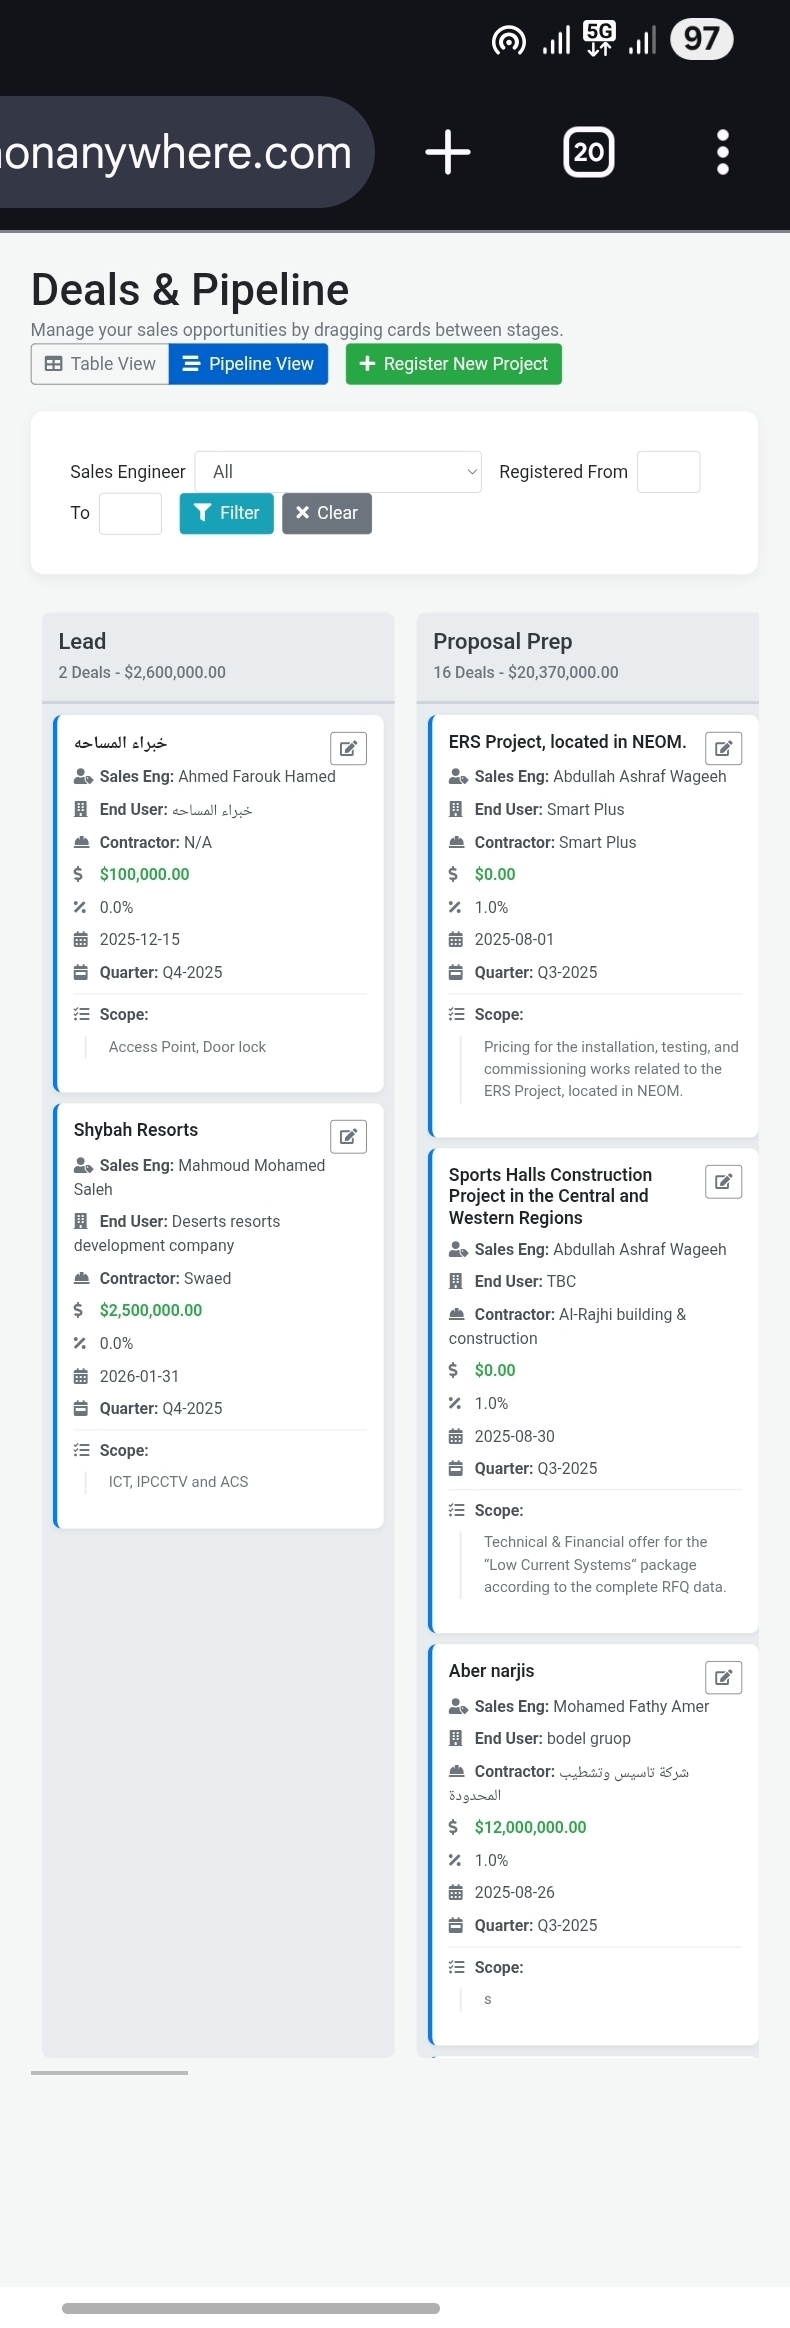 5G
97
onanywhere.com
20
Deals & Pipeline
Manage your sales opportunities by dragging cards between stages.
Table View
Pipeline View
Register New Project
Sales Engineer
All
Registered From
To
Filter
Clear
Lead
2 Deals - $2,600,000.00
خبراء المساحه
Sales Eng: Ahmed Farouk Hamed
End User: خبراء المساحه
Contractor: N/A
$100,000.00
0.0%
2025-12-15
Quarter: Q4-2025
Scope:
Access Point, Door lock
Shybah Resorts
Sales Eng: Mahmoud Mohamed
Saleh
End User: Deserts resorts
development company
Contractor: Swaed
$2,500,000.00
0.0%
2026-01-31
Quarter: Q4-2025
Scope:
ICT, IPCCTV and ACS
Proposal Prep
16 Deals - $20,370,000.00
ERS Project, located in NEOM.
Sales Eng: Abdullah Ashraf Wageeh
End User: Smart Plus
Contractor: Smart Plus
$0.00
1.0%
2025-08-01
Quarter: Q3-2025
Scope:
Pricing for the installation, testing, and
commissioning works related to the
ERS Project, located in NEOM.
Sports Halls Construction
Project in the Central and
Western Regions
Sales Eng: Abdullah Ashraf Wageeh
End User: TBC
Contractor: Al-Rajhi building &
construction
$0.00
1.0%
2025-08-30
Quarter: Q3-2025
Scope:
Technical & Financial offer for the
“Low Current Systems“ package
according to the complete RFQ data.
Aber narjis
Sales Eng: Mohamed Fathy Amer
End User: bodel gruop
Contractor: شركة تاسيس وتشطيب
المحدودة
$12,000,000.00
1.0%
2025-08-26
Quarter: Q3-2025
Scope:
s